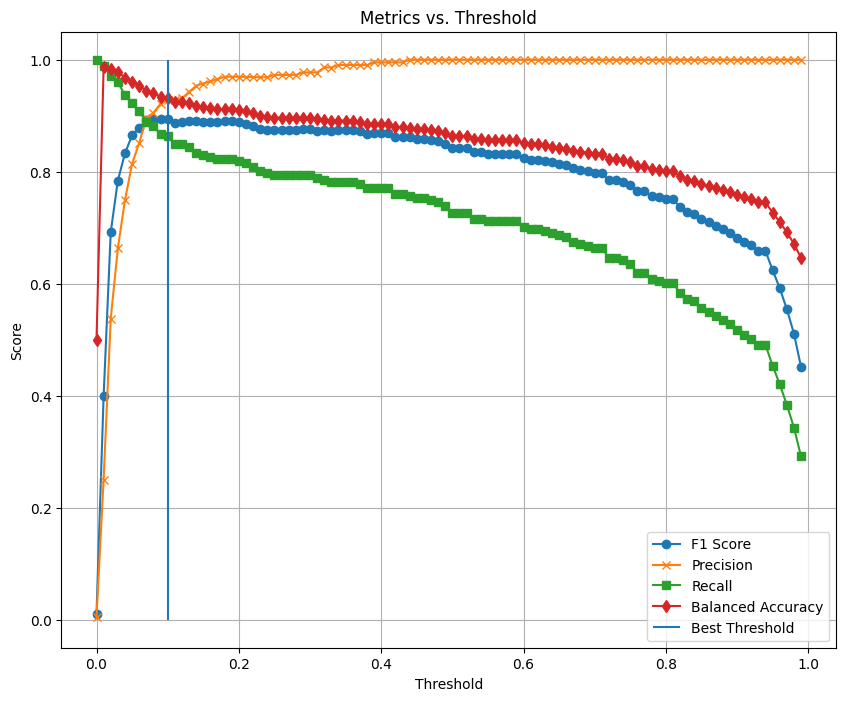 Metrics vs. Threshold
1.0
0.8
0.6
0.4
0.2
0.0
Score
0.0 0.2 0.4 0.6 0.8 1.0
Threshold
F1 Score
Precision
Recall
Balanced Accuracy
Best Threshold